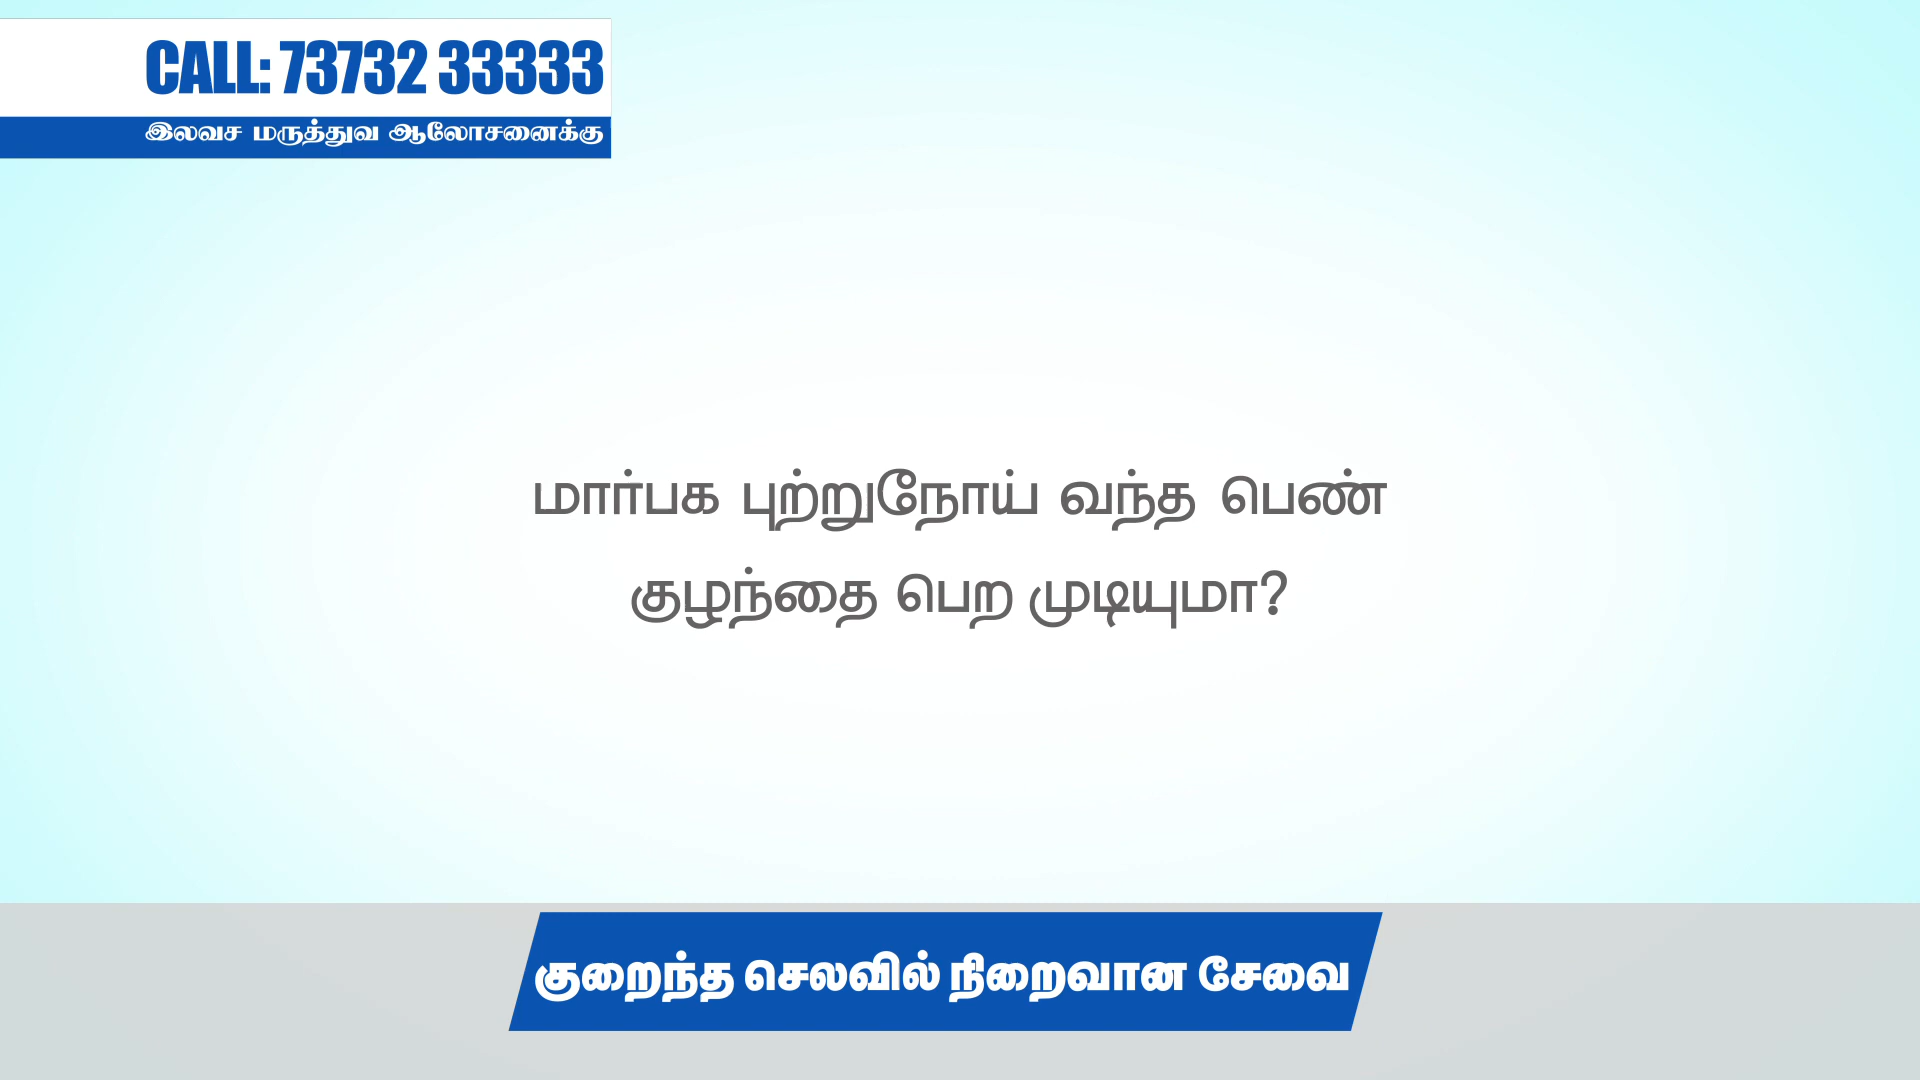 CALL: 73732 33333
இலவச மருத்துவ ஆலோசனைக்கு
மார்பக புற்றுநோய் வந்த பெண்
குழந்தை பெற முடியுமா?
குறைந்த செலவில் நிறைவான சேவை